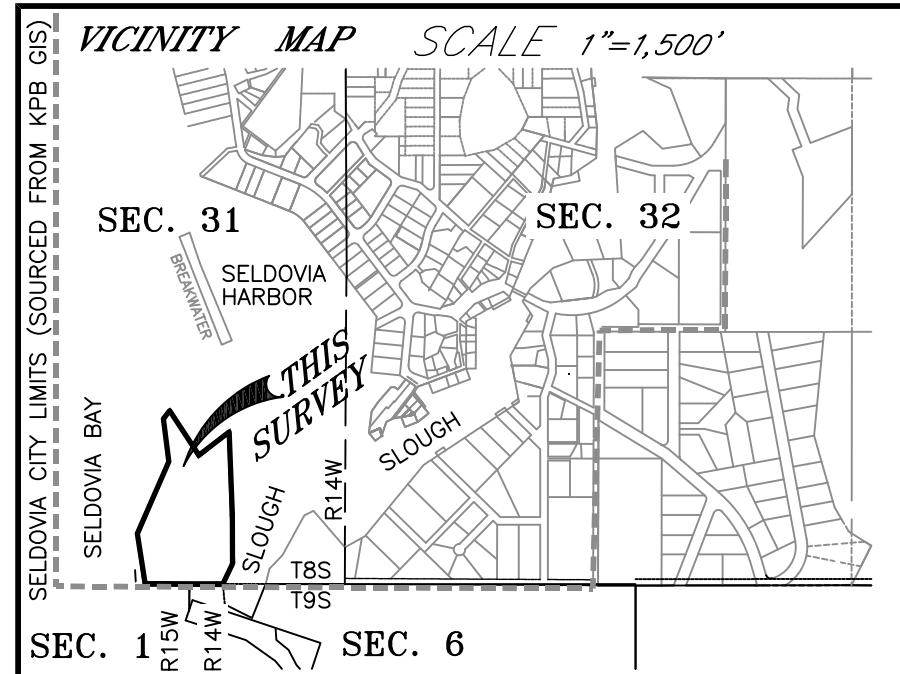 VICINITY MAP SCALE 1"=1,500'
SELDOVIA CITY LIMITS (SOURCED FROM KPB GIS)
SEC. 31
SEC. 32
BREAKWATER
SELDOVIA
HARBOR
THIS
SURVEY
SELDOVIA BAY
SLOUGH
SLOUGH
R14W
T8S
T9S
SEC. 1
R15W
R14W
SEC. 6